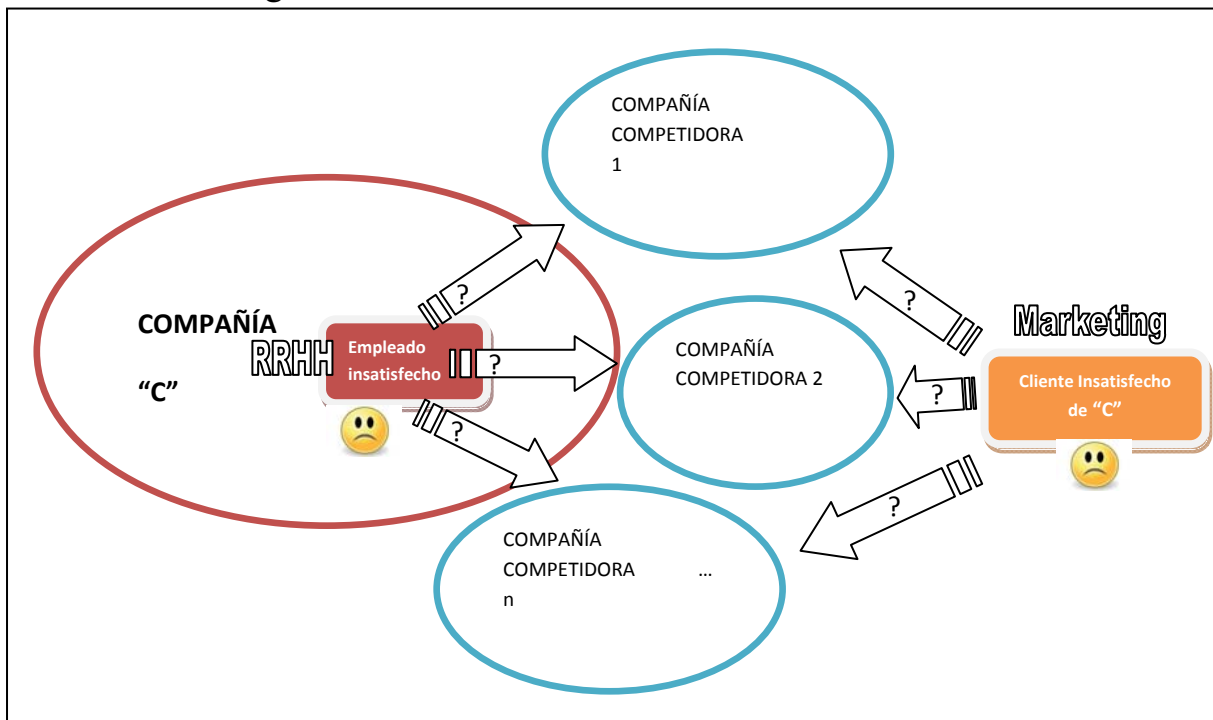 COMPAÑÍA
COMPETIDORA
1
?
?
COMPAÑÍA
“C”
RRHH
Empleado
insatisfecho
?
COMPAÑÍA
COMPETIDORA 2
?
Marketing
Cliente Insatisfecho
de “C”
?
?
COMPAÑÍA
COMPETIDORA ...
n